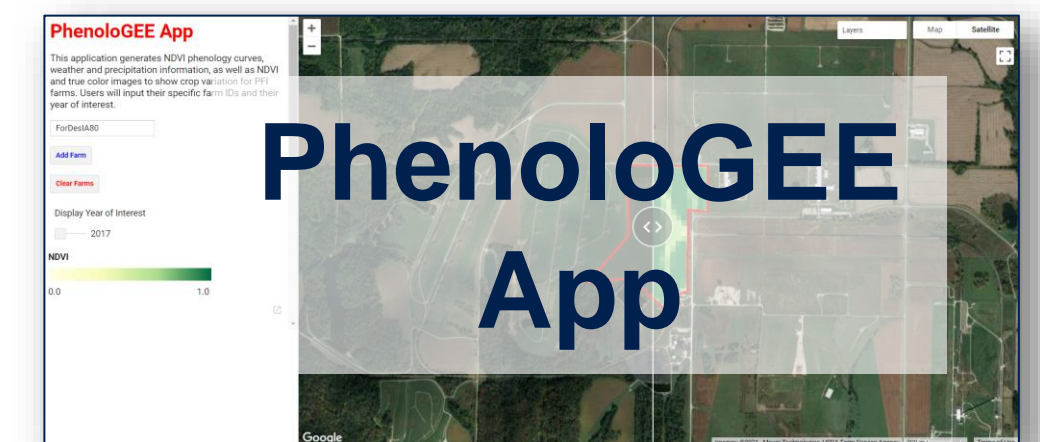 PhenoloGEE App
This application generates NDVI phenology curves,
weather and precipitation information, as well as NDVI
and true color images to show crop variation for PFI
farms. Users will input their specific farm IDs and their
year of interest.
ForDesIA80
Add Farm
Clear Farms
Display Year of Interest
2017
NDVI
0.0 1.0
+
−
Layers
Map Satellite
PhenoloGEE
App
Google